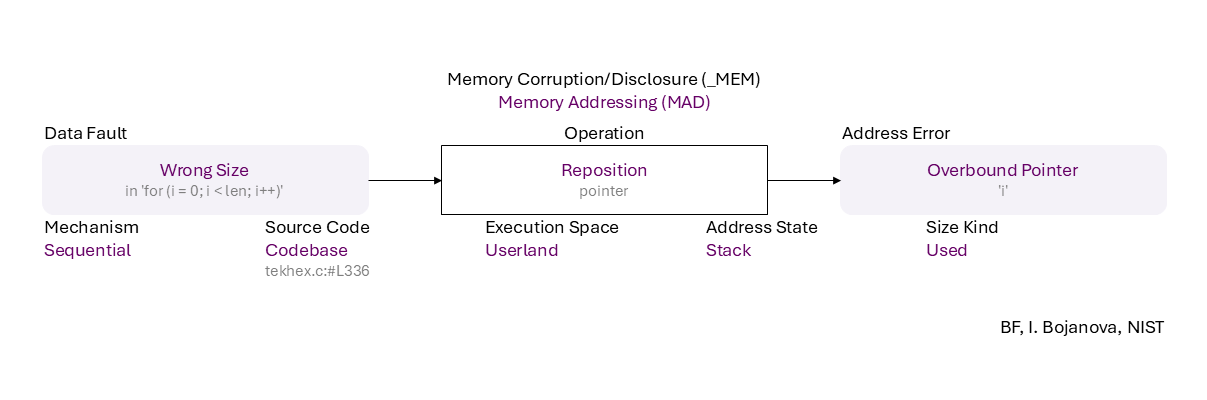 Memory Corruption/Disclosure (_MEM)
Memory Addressing (MAD)
Data Fault
Operation
Address Error
Wrong Size
in 'for (i = 0; i < len; i++)'
Reposition
pointer
Overbound Pointer
'i'
Mechanism
Sequential
Source Code
Codebase
tekhex.c:#L336
Execution Space
Userland
Address State
Stack
Size Kind
Used
BF, I. Bojanova, NIST